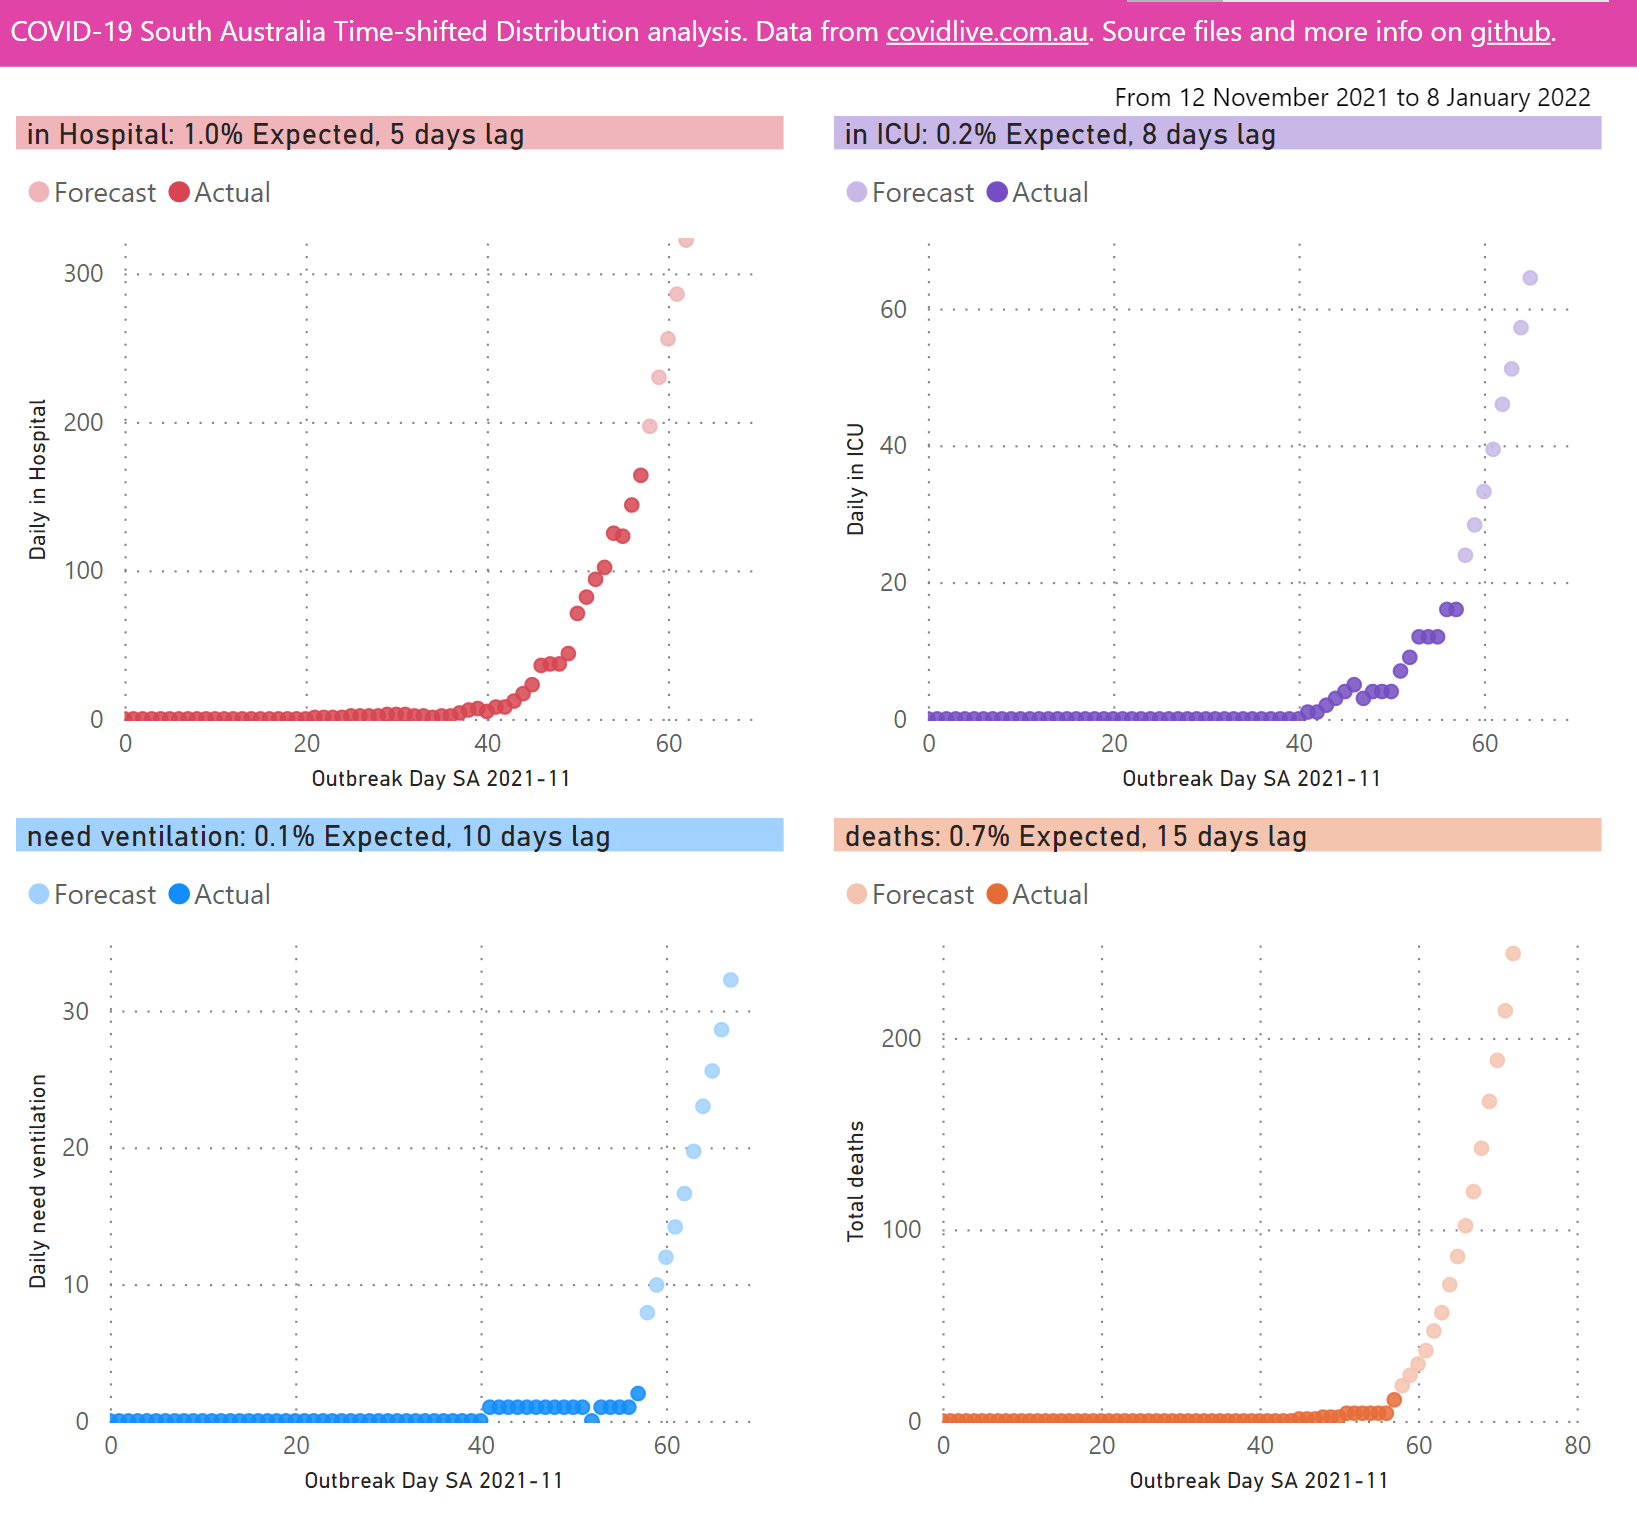 COVID-19 South Australia Time-shifted Distribution analysis. Data from covidlive.com.au. Source files and more info on github.
From 12 November 2021 to 8 January 2022
in Hospital: 1.0% Expected, 5 days lag
Forecast Actual
300
200
100
0
Daily in Hospital
0 20 40 60
Outbreak Day SA 2021-11
in ICU: 0.2% Expected, 8 days lag
Forecast Actual
60
40
20
0
Daily in ICU
0 20 40 60
Outbreak Day SA 2021-11
need ventilation: 0.1% Expected, 10 days lag
Forecast Actual
30
20
10
0
Daily need ventilation
0 20 40 60
Outbreak Day SA 2021-11
deaths: 0.7% Expected, 15 days lag
Forecast Actual
200
100
0
Total deaths
0 20 40 60 80
Outbreak Day SA 2021-11